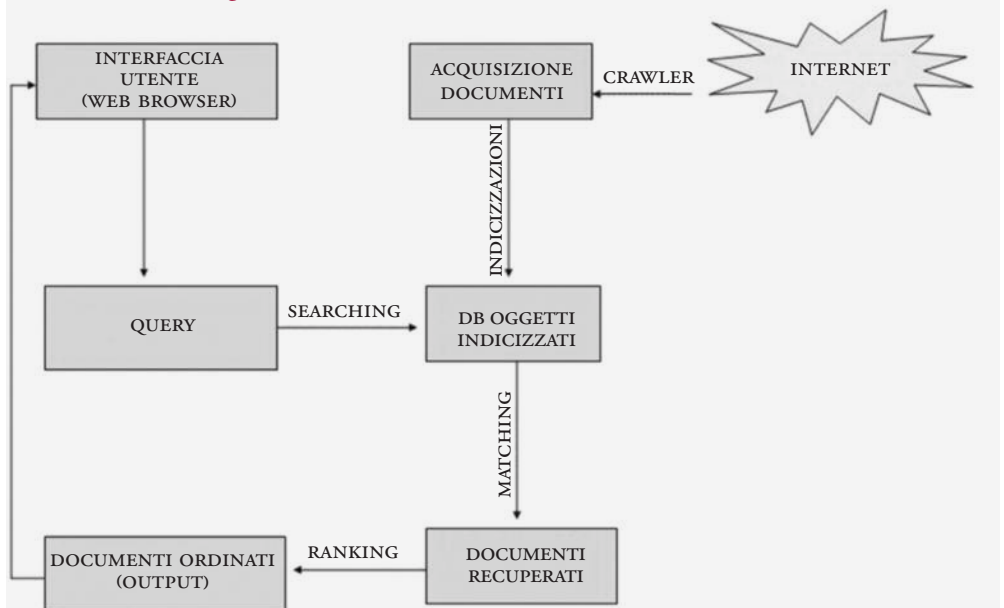 INTERFACCIA
UTENTE
(WEB BROWSER)
ACQUISIZIONE
DOCUMENTI
CRAWLER
INTERNET
INDICIZZAZIONI
QUERY
SEARCHING
DB OGGETTI
INDICIZZATI
MATCHING
DOCUMENTI ORDINATI
(OUTPUT)
RANKING
DOCUMENTI
RECUPERATI